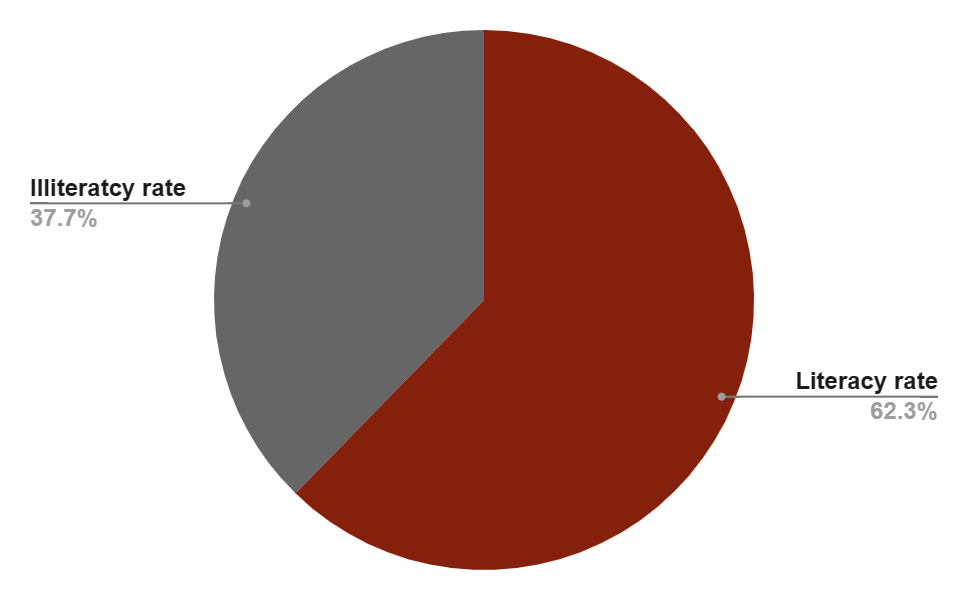 Illiteratcy rate
37.7%
Literacy rate
62.3%